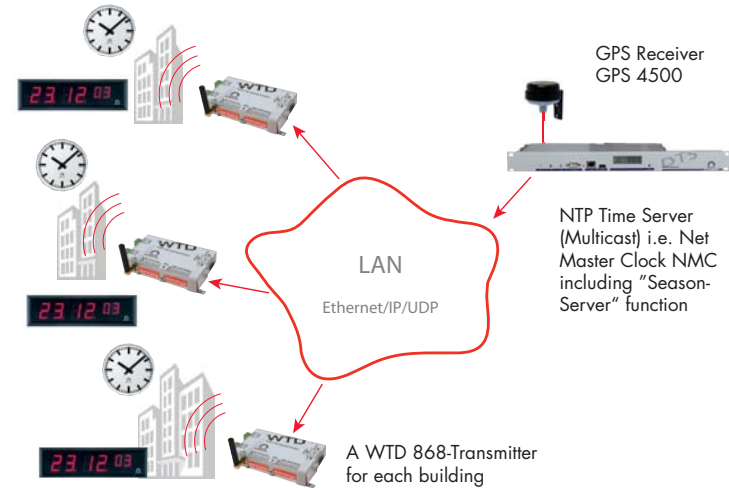 GPS Receiver
GPS 4500
23 12 03
WTD
DTS
23 12 03
WTD
NTP Time Server
(Multicast) i.e. Net
Master Clock NMC
including "Season-
Server" function
LAN
Ethernet/IP/UDP
23 12 03
WTD
A WTD 868-Transmitter
for each building